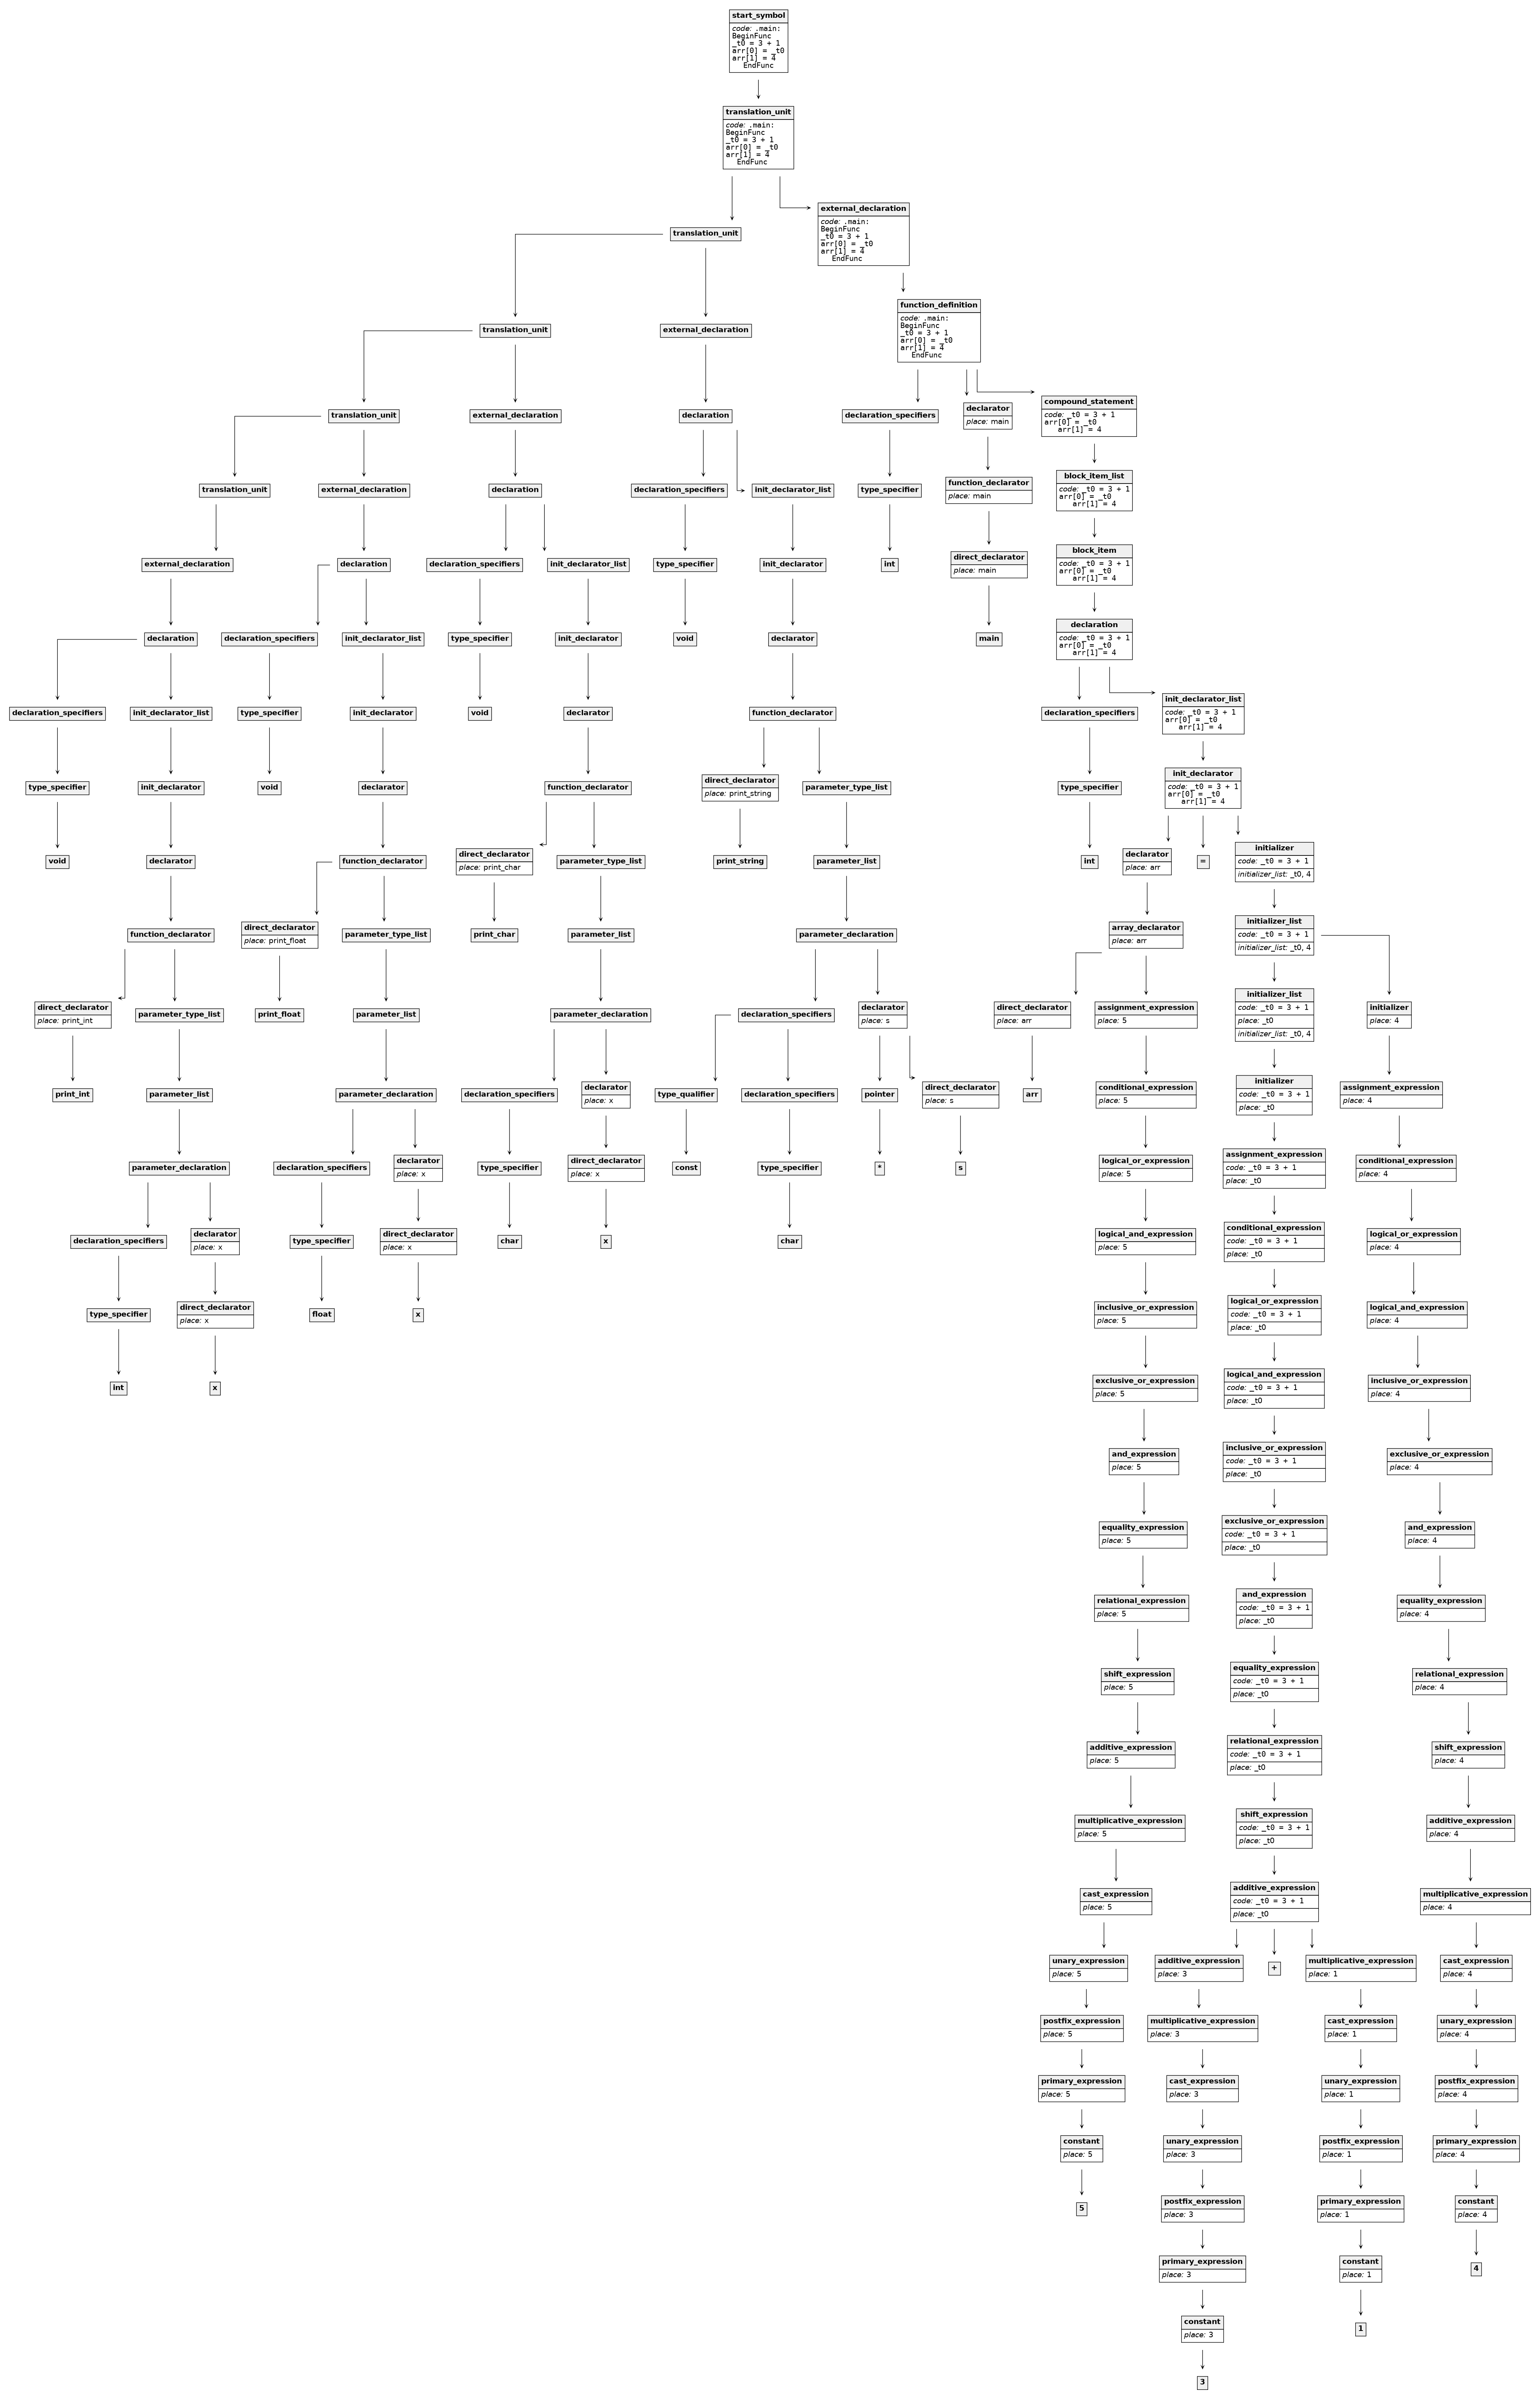 start_symbol
code: .main:
BeginFunc
_t0 = 3 + 1
arr[0] = _t0
arr[1] = 4
EndFunc
translation_unit
code: .main:
BeginFunc
_t0 = 3 + 1
arr[0] = _t0
arr[1] = 4
EndFunc
external_declaration
code: .main:
BeginFunc
_t0 = 3 + 1
arr[0] = _t0
arr[1] = 4
EndFunc
translation_unit
function_definition
code: .main:
BeginFunc
_t0 = 3 + 1
arr[0] = _t0
arr[1] = 4
EndFunc
translation_unit
external_declaration
translation_unit
external_declaration
declaration
declaration_specifiers
declarator
place: main
compound_statement
code: _t0 = 3 + 1
arr[0] = _t0
arr[1] = 4
translation_unit
external_declaration
declaration
declaration_specifiers
init_declarator_list
type_specifier
function_declarator
place: main
block_item_list
code: _t0 = 3 + 1
arr[0] = _t0
arr[1] = 4
external_declaration
declaration
declaration_specifiers
init_declarator_list
type_specifier
init_declarator
int
direct_declarator
place: main
block_item
code: _t0 = 3 + 1
arr[0] = _t0
arr[1] = 4
declaration
declaration_specifiers
init_declarator_list
type_specifier
init_declarator
void
declarator
main
declaration
code: _t0 = 3 + 1
arr[0] = _t0
arr[1] = 4
declaration_specifiers
init_declarator_list
type_specifier
init_declarator
void
declarator
function_declarator
declaration_specifiers
init_declarator_list
code: _t0 = 3 + 1
arr[0] = _t0
arr[1] = 4
type_specifier
init_declarator
void
declarator
function_declarator
direct_declarator
place: print_string
parameter_type_list
type_specifier
init_declarator
code: _t0 = 3 + 1
arr[0] = _t0
arr[1] = 4
void
declarator
function_declarator
direct_declarator
place: print_char
parameter_type_list
print_string
parameter_list
int
declarator
place: arr
=
initializer
code: _t0 = 3 + 1
initializer_list: _t0, 4
function_declarator
direct_declarator
place: print_float
parameter_type_list
print_char
parameter_list
parameter_declaration
array_declarator
place: arr
initializer_list
code: _t0 = 3 + 1
initializer_list: _t0, 4
direct_declarator
place: print_int
parameter_type_list
print_float
parameter_list
parameter_declaration
declaration_specifiers
declarator
place: s
direct_declarator
place: arr
assignment_expression
place: 5
initializer_list
code: _t0 = 3 + 1
place: _t0
initializer_list: _t0, 4
initializer
place: 4
print_int
parameter_list
parameter_declaration
declaration_specifiers
declarator
place: x
type_qualifier
declaration_specifiers
pointer
direct_declarator
place: s
arr
conditional_expression
place: 5
initializer
code: _t0 = 3 + 1
place: _t0
assignment_expression
place: 4
parameter_declaration
declaration_specifiers
declarator
place: x
type_specifier
direct_declarator
place: x
const
type_specifier
*
s
logical_or_expression
place: 5
assignment_expression
code: _t0 = 3 + 1
place: _t0
conditional_expression
place: 4
declaration_specifiers
declarator
place: x
type_specifier
direct_declarator
place: x
char
x
char
logical_and_expression
place: 5
conditional_expression
code: _t0 = 3 + 1
place: _t0
logical_or_expression
place: 4
type_specifier
direct_declarator
place: x
float
x
inclusive_or_expression
place: 5
logical_or_expression
code: _t0 = 3 + 1
place: _t0
logical_and_expression
place: 4
int
x
exclusive_or_expression
place: 5
logical_and_expression
code: _t0 = 3 + 1
place: _t0
inclusive_or_expression
place: 4
and_expression
place: 5
inclusive_or_expression
code: _t0 = 3 + 1
place: _t0
exclusive_or_expression
place: 4
equality_expression
place: 5
exclusive_or_expression
code: _t0 = 3 + 1
place: _t0
and_expression
place: 4
relational_expression
place: 5
and_expression
code: _t0 = 3 + 1
place: _t0
equality_expression
place: 4
shift_expression
place: 5
equality_expression
code: _t0 = 3 + 1
place: _t0
relational_expression
place: 4
additive_expression
place: 5
relational_expression
code: _t0 = 3 + 1
place: _t0
shift_expression
place: 4
multiplicative_expression
place: 5
shift_expression
code: _t0 = 3 + 1
place: _t0
additive_expression
place: 4
cast_expression
place: 5
additive_expression
code: _t0 = 3 + 1
place: _t0
multiplicative_expression
place: 4
unary_expression
place: 5
additive_expression
place: 3
+
multiplicative_expression
place: 1
cast_expression
place: 4
postfix_expression
place: 5
multiplicative_expression
place: 3
cast_expression
place: 1
unary_expression
place: 4
primary_expression
place: 5
cast_expression
place: 3
unary_expression
place: 1
postfix_expression
place: 4
constant
place: 5
unary_expression
place: 3
postfix_expression
place: 1
primary_expression
place: 4
5
postfix_expression
place: 3
primary_expression
place: 1
constant
place: 4
primary_expression
place: 3
constant
place: 1
4
constant
place: 3
1
3